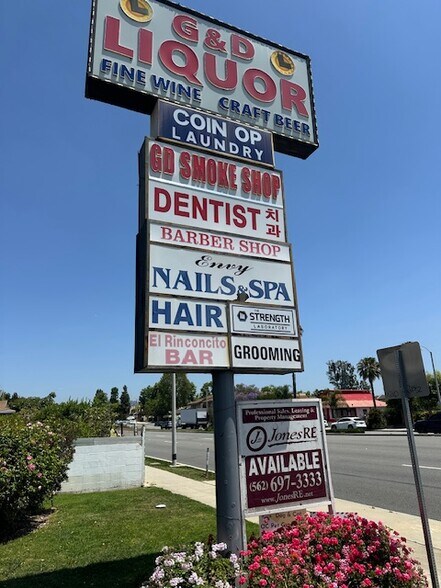 G&D
LIQUOR
FINE WINE CRAFT BEER
COIN OP
LAUNDRY
GD SMOKE SHOP
DENTIST 치과
BARBER SHOP
Envy
NAILS & SPA
HAIR
THE
STRENGTH
LABORATORY
El Rinconcito
BAR
GROOMING
Professional Sales, Leasing &
Property Management
J JonesRE.
AVAILABLE
(562) 697-3333
www.JonesRE.com